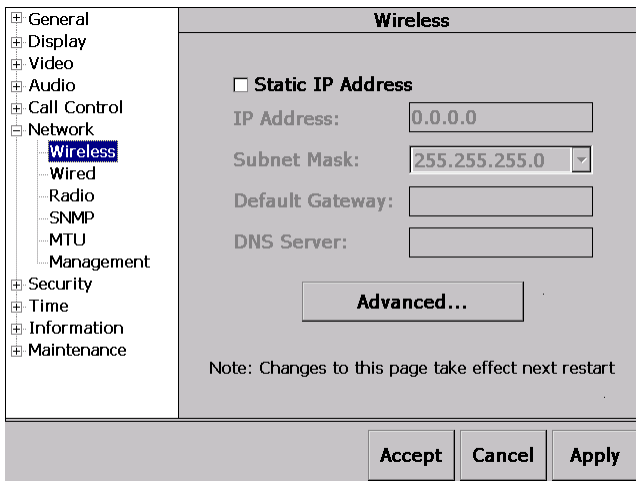 General
Display
Video
Audio
Call Control
Network
Wireless
Wired
Radio
SNMP
MTU
Management
Security
Time
Information
Maintenance
Wireless
Static IP Address
IP Address: 0.0.0.0
Subnet Mask: 255.255.255.0
Default Gateway:
DNS Server:
Advanced...
Note: Changes to this page take effect next restart
Accept Cancel Apply